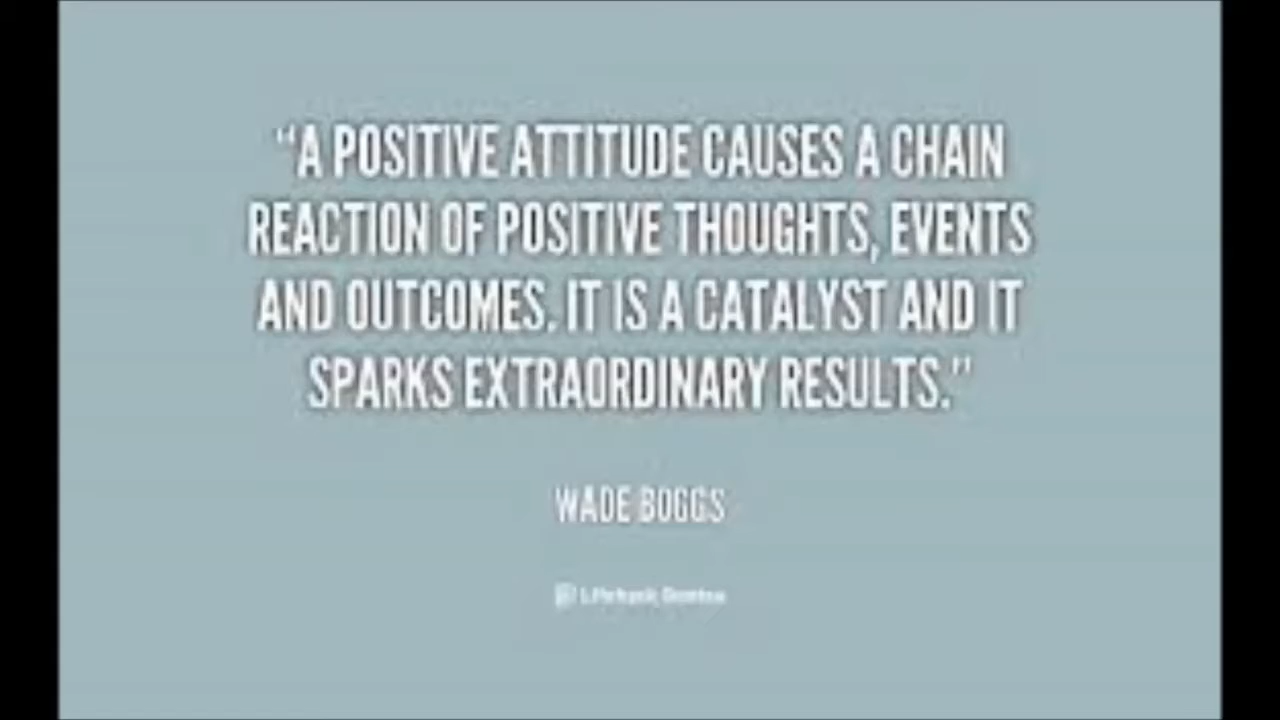 “A POSITIVE ATTITUDE CAUSES A CHAIN
REACTION OF POSITIVE THOUGHTS, EVENTS
AND OUTCOMES. IT IS A CATALYST AND IT
SPARKS EXTRAORDINARY RESULTS.”
WADE BOGGS